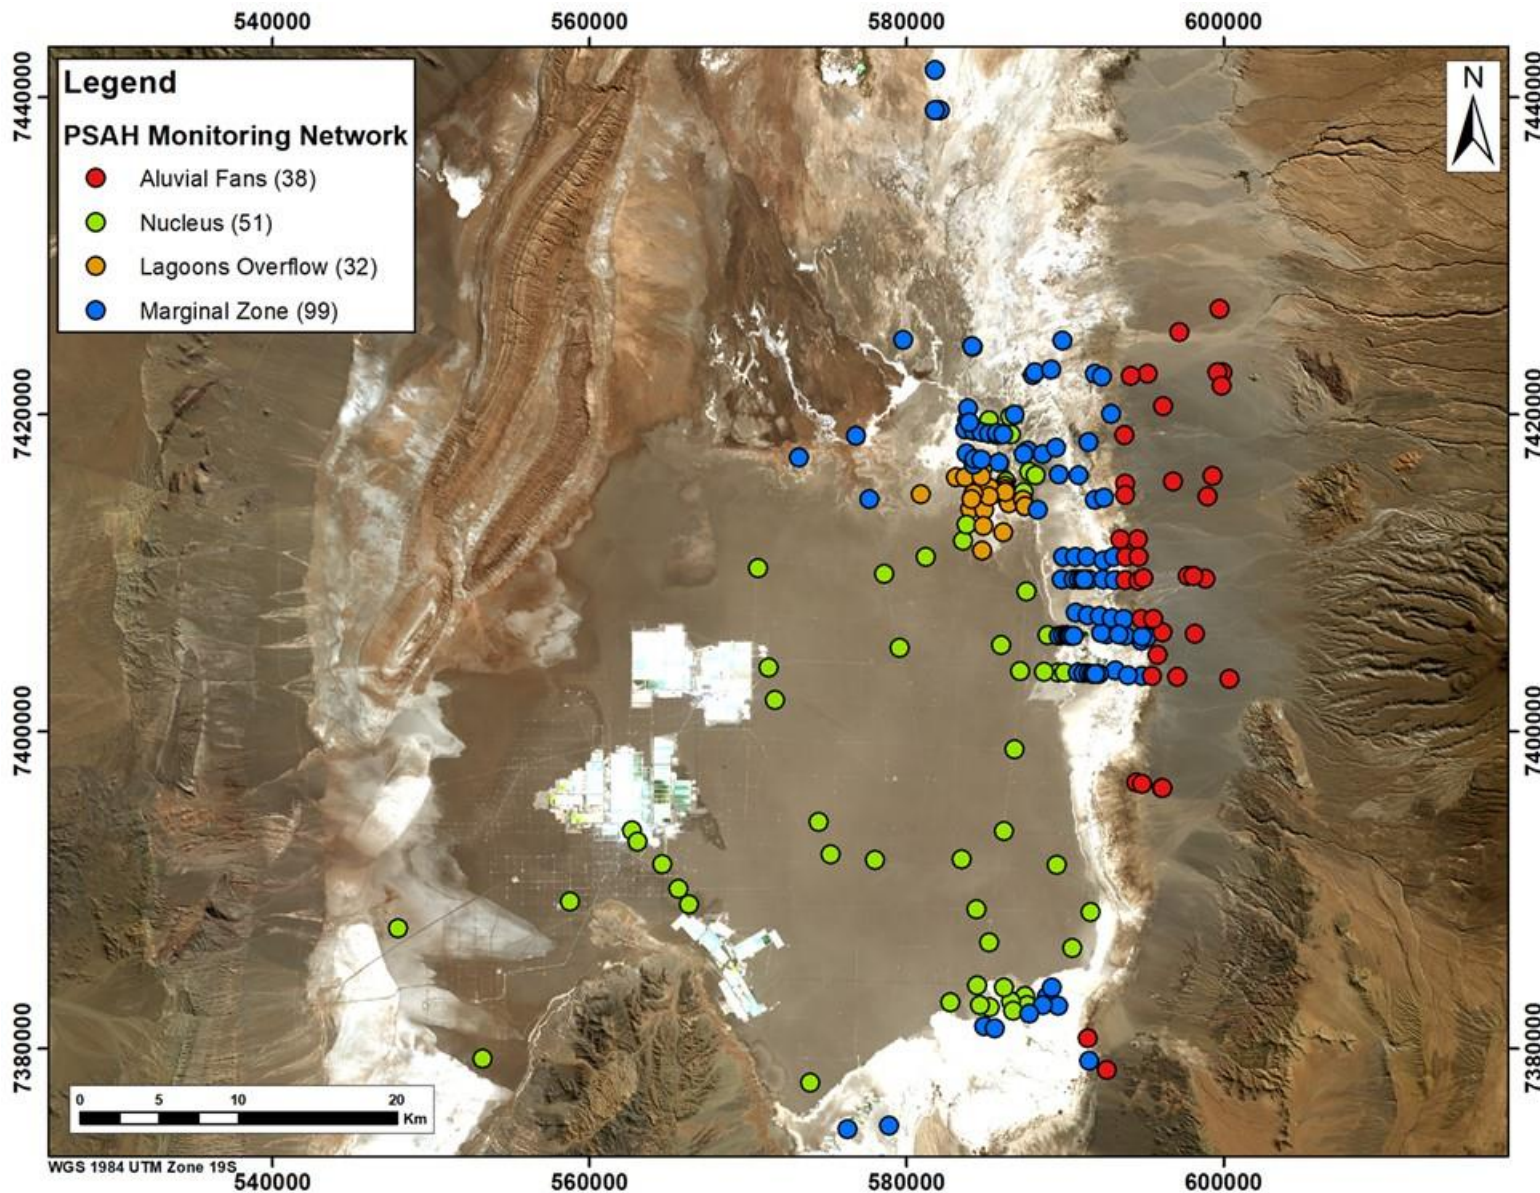 540000 560000 580000 600000
Legend
PSAH Monitoring Network
Aluvial Fans (38)
Nucleus (51)
Lagoons Overflow (32)
Marginal Zone (99)
N
7440000 7440000
7420000 7420000
7400000 7400000
7380000 7380000
0 5 10 20
Km
WGS 1984 UTM Zone 19S
540000 560000 580000 600000